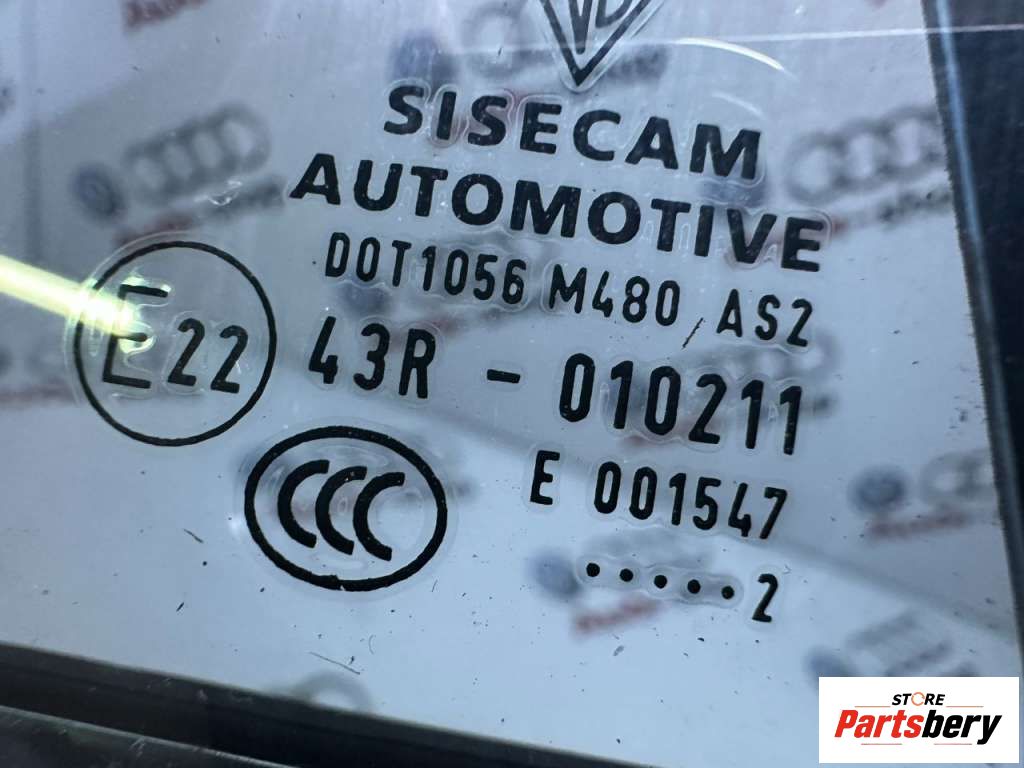 SISECAM
AUTOMOTIVE
DOT1056 M480 AS2
E22 43R - 010211
CCC
E 001547
•••••2
STORE
Partsbery